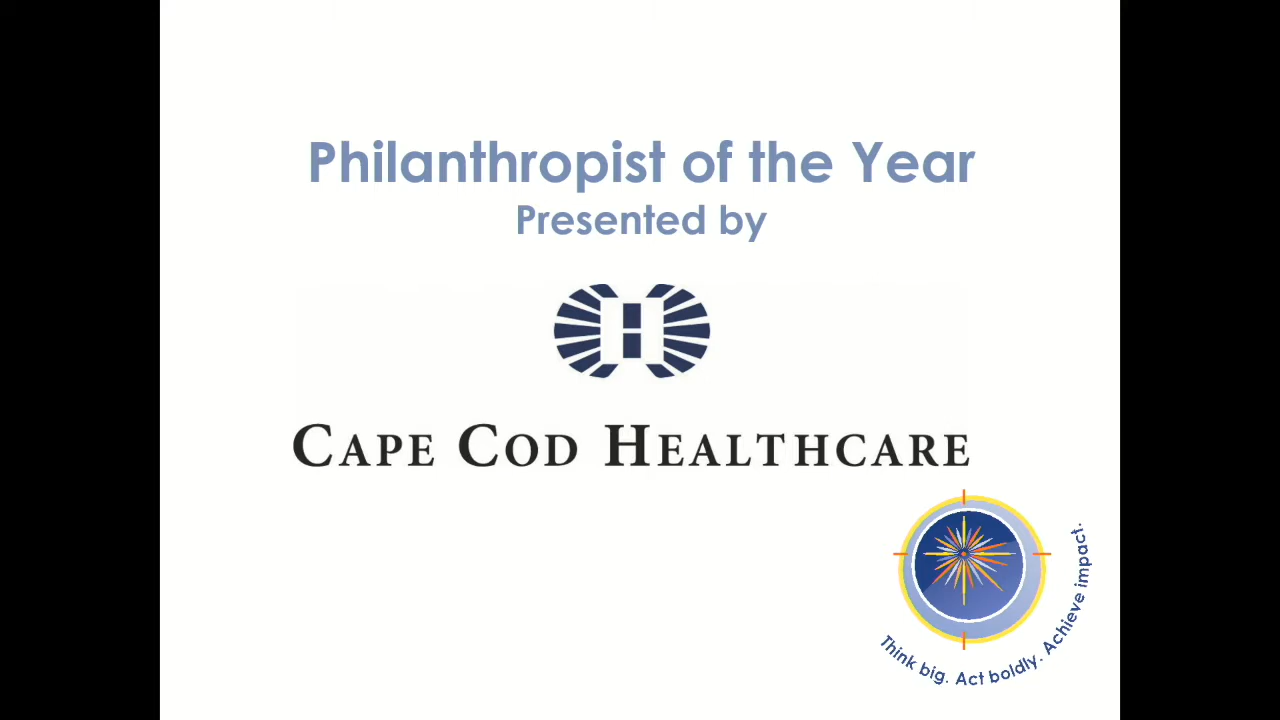 Philanthropist of the Year
Presented by
CAPE COD HEALTHCARE
Think big. Act boldly. Achieve impact.